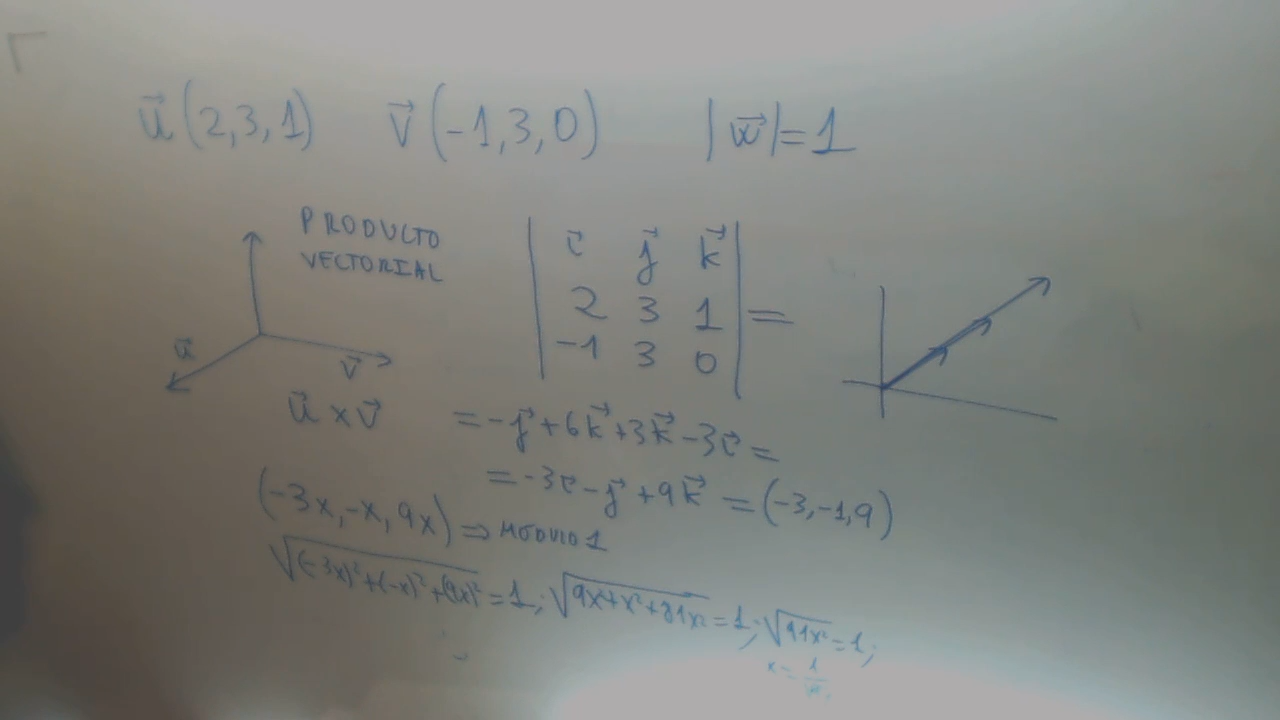 u⃗ (2,3,1) v⃗ (-1,3,0) |w⃗|=1
PRODUCTO
VECTORIAL
u⃗
v⃗
u⃗ x v⃗
| i⃗ j⃗ k⃗ |
| 2 3 1 | =
| -1 3 0 |
= -j⃗ + 6k⃗ + 3k⃗ - 3i⃗ =
= -3i⃗ - j⃗ + 9k⃗ = (-3,-1,9)
(-3x, -x, 9x) ⇒ MÓDULO 1
√((-3x)²+(-x)²+(9x)²) = 1; √(9x+x²+81x²) = 1; √(91x²) = 1;
x = 1/√